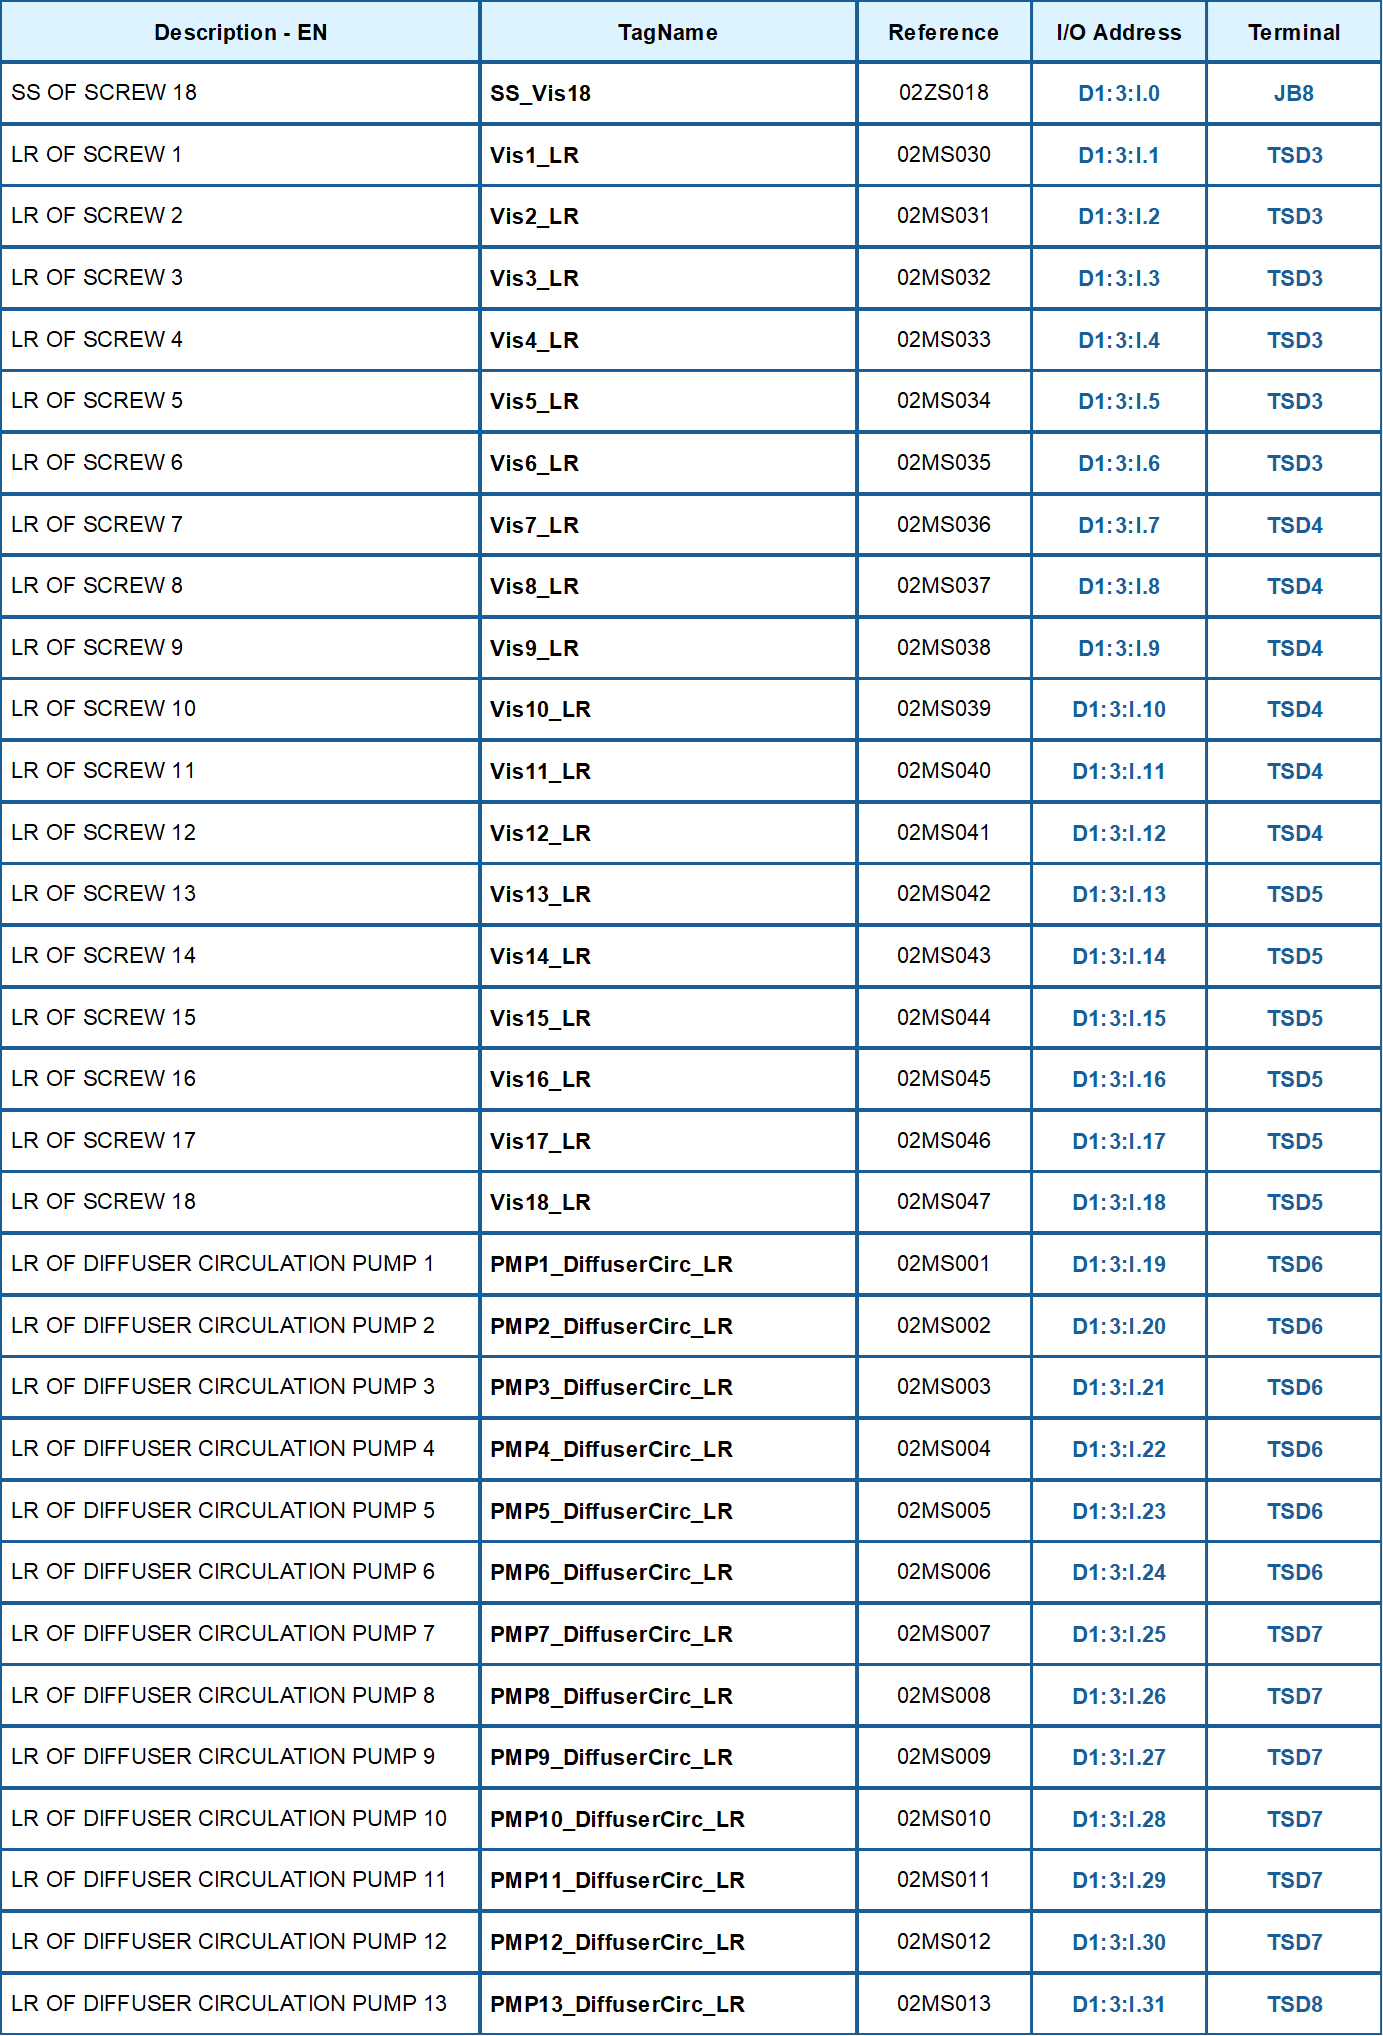 Description - EN TagName Reference I/O Address Terminal
SS OF SCREW 18 SS_Vis18 02ZS018 D1:3:I.0 JB8
LR OF SCREW 1 Vis1_LR 02MS030 D1:3:I.1 TSD3
LR OF SCREW 2 Vis2_LR 02MS031 D1:3:I.2 TSD3
LR OF SCREW 3 Vis3_LR 02MS032 D1:3:I.3 TSD3
LR OF SCREW 4 Vis4_LR 02MS033 D1:3:I.4 TSD3
LR OF SCREW 5 Vis5_LR 02MS034 D1:3:I.5 TSD3
LR OF SCREW 6 Vis6_LR 02MS035 D1:3:I.6 TSD3
LR OF SCREW 7 Vis7_LR 02MS036 D1:3:I.7 TSD4
LR OF SCREW 8 Vis8_LR 02MS037 D1:3:I.8 TSD4
LR OF SCREW 9 Vis9_LR 02MS038 D1:3:I.9 TSD4
LR OF SCREW 10 Vis10_LR 02MS039 D1:3:I.10 TSD4
LR OF SCREW 11 Vis11_LR 02MS040 D1:3:I.11 TSD4
LR OF SCREW 12 Vis12_LR 02MS041 D1:3:I.12 TSD4
LR OF SCREW 13 Vis13_LR 02MS042 D1:3:I.13 TSD5
LR OF SCREW 14 Vis14_LR 02MS043 D1:3:I.14 TSD5
LR OF SCREW 15 Vis15_LR 02MS044 D1:3:I.15 TSD5
LR OF SCREW 16 Vis16_LR 02MS045 D1:3:I.16 TSD5
LR OF SCREW 17 Vis17_LR 02MS046 D1:3:I.17 TSD5
LR OF SCREW 18 Vis18_LR 02MS047 D1:3:I.18 TSD5
LR OF DIFFUSER CIRCULATION PUMP 1 PMP1_DiffuserCirc_LR 02MS001 D1:3:I.19 TSD6
LR OF DIFFUSER CIRCULATION PUMP 2 PMP2_DiffuserCirc_LR 02MS002 D1:3:I.20 TSD6
LR OF DIFFUSER CIRCULATION PUMP 3 PMP3_DiffuserCirc_LR 02MS003 D1:3:I.21 TSD6
LR OF DIFFUSER CIRCULATION PUMP 4 PMP4_DiffuserCirc_LR 02MS004 D1:3:I.22 TSD6
LR OF DIFFUSER CIRCULATION PUMP 5 PMP5_DiffuserCirc_LR 02MS005 D1:3:I.23 TSD6
LR OF DIFFUSER CIRCULATION PUMP 6 PMP6_DiffuserCirc_LR 02MS006 D1:3:I.24 TSD6
LR OF DIFFUSER CIRCULATION PUMP 7 PMP7_DiffuserCirc_LR 02MS007 D1:3:I.25 TSD7
LR OF DIFFUSER CIRCULATION PUMP 8 PMP8_DiffuserCirc_LR 02MS008 D1:3:I.26 TSD7
LR OF DIFFUSER CIRCULATION PUMP 9 PMP9_DiffuserCirc_LR 02MS009 D1:3:I.27 TSD7
LR OF DIFFUSER CIRCULATION PUMP 10 PMP10_DiffuserCirc_LR 02MS010 D1:3:I.28 TSD7
LR OF DIFFUSER CIRCULATION PUMP 11 PMP11_DiffuserCirc_LR 02MS011 D1:3:I.29 TSD7
LR OF DIFFUSER CIRCULATION PUMP 12 PMP12_DiffuserCirc_LR 02MS012 D1:3:I.30 TSD7
LR OF DIFFUSER CIRCULATION PUMP 13 PMP13_DiffuserCirc_LR 02MS013 D1:3:I.31 TSD8